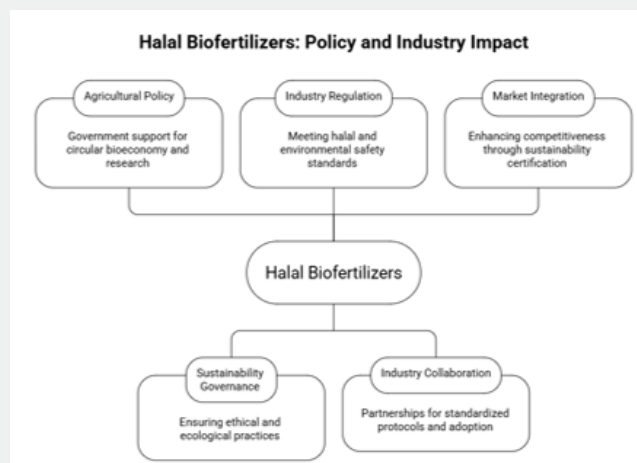 Halal Biofertilizers: Policy and Industry Impact
Agricultural Policy
Government support for
circular bioeconomy and
research
Industry Regulation
Meeting halal and
environmental safety
standards
Market Integration
Enhancing competitiveness
through sustainability
certification
Halal Biofertilizers
Sustainability
Governance
Ensuring ethical and
ecological practices
Industry Collaboration
Partnerships for standardized
protocols and adoption